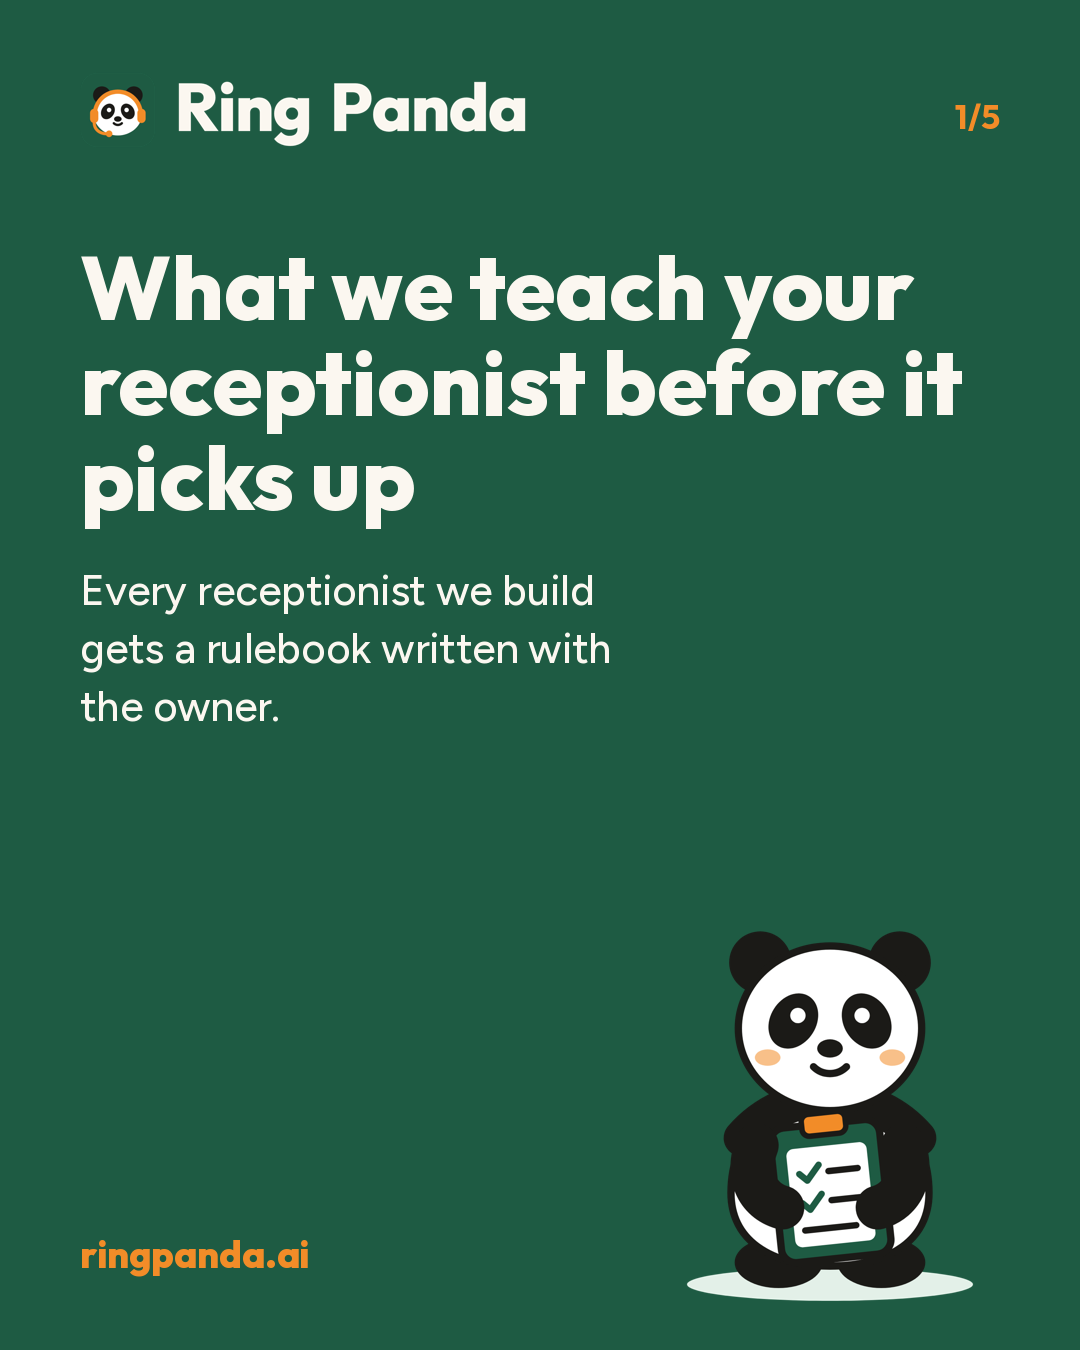 Ring Panda
1/5
What we teach your
receptionist before it
picks up
Every receptionist we build
gets a rulebook written with
the owner.
ringpanda.ai